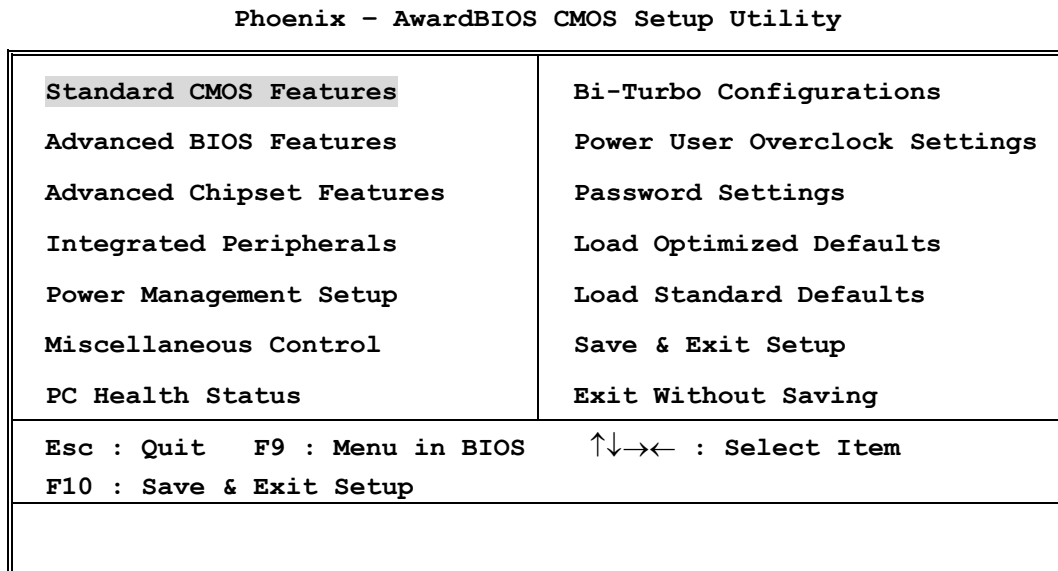 Phoenix – AwardBIOS CMOS Setup Utility
Standard CMOS Features
Advanced BIOS Features
Advanced Chipset Features
Integrated Peripherals
Power Management Setup
Miscellaneous Control
PC Health Status
Bi-Turbo Configurations
Power User Overclock Settings
Password Settings
Load Optimized Defaults
Load Standard Defaults
Save & Exit Setup
Exit Without Saving
Esc : Quit F9 : Menu in BIOS ↑↓→← : Select Item
F10 : Save & Exit Setup